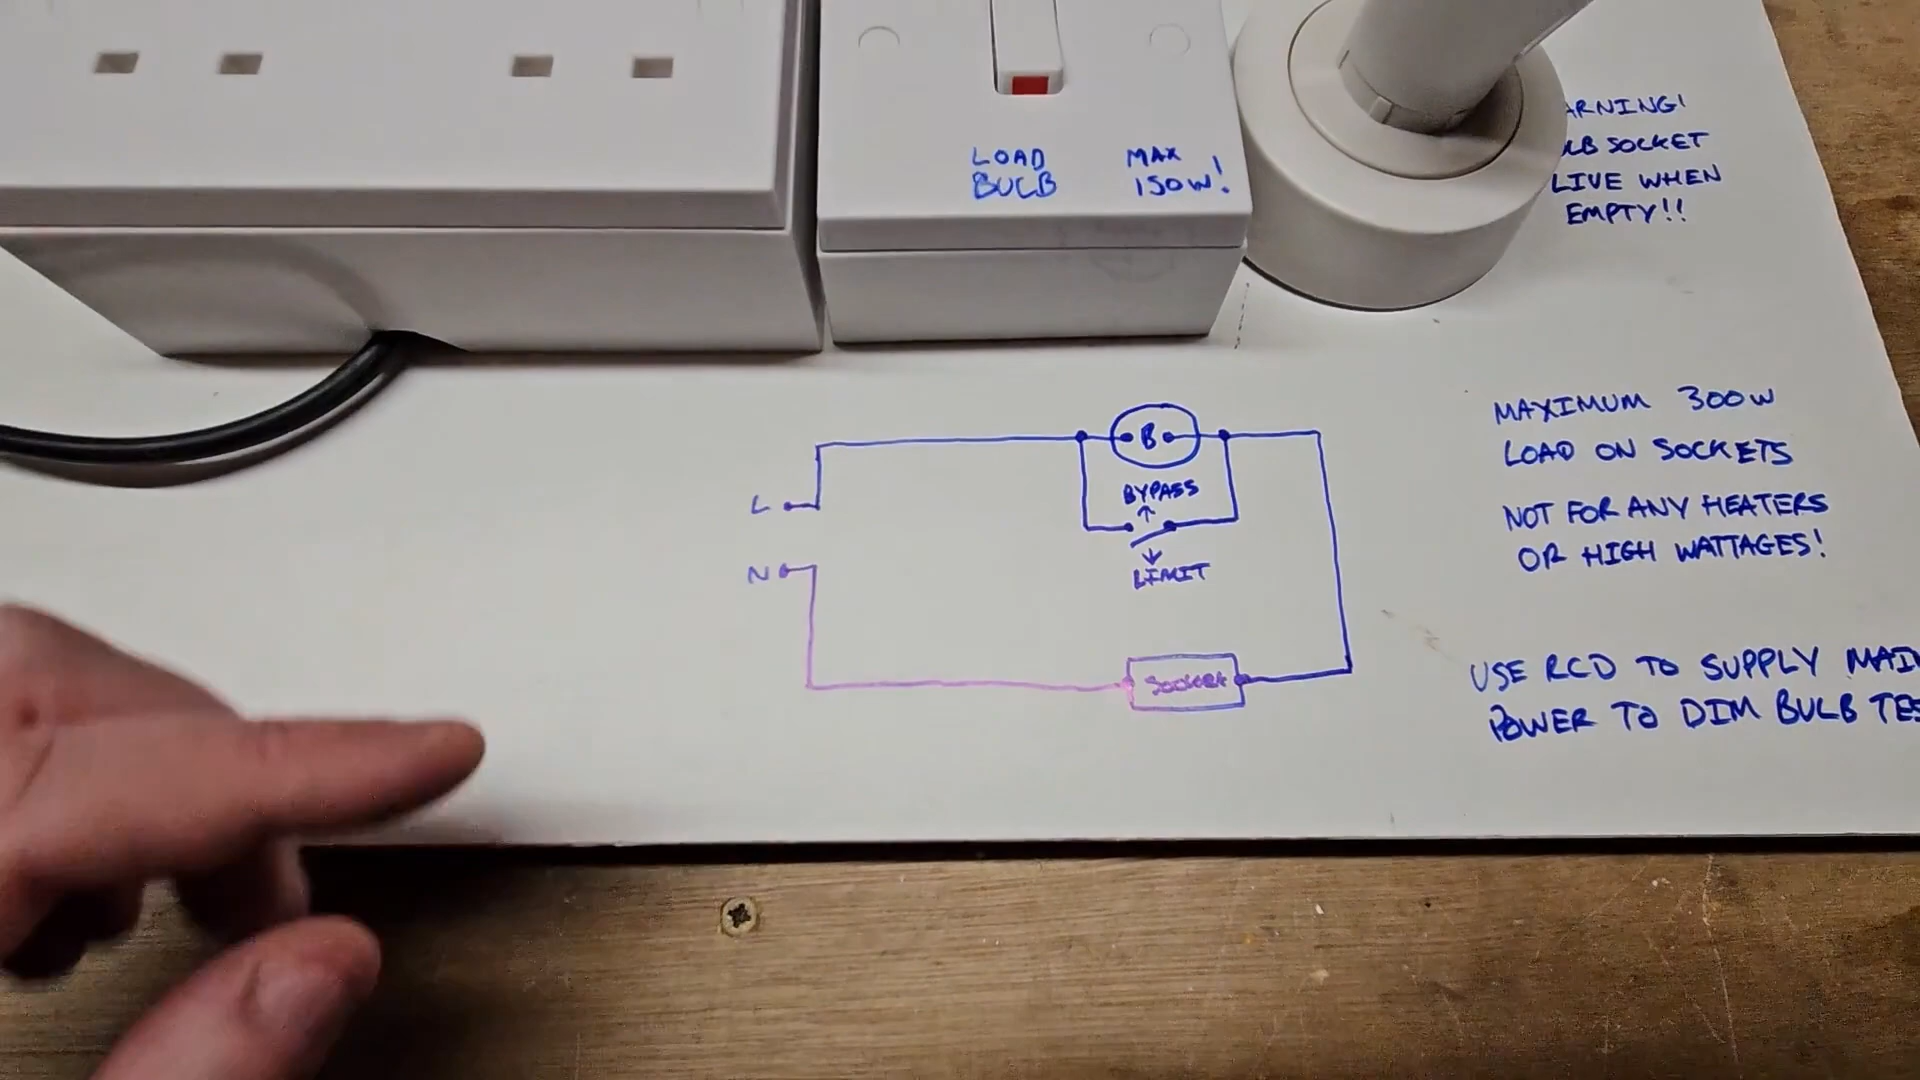 LOAD
BULB
MAX
150W!
ARNING!
LB SOCKET
LIVE WHEN
EMPTY!!
MAXIMUM 300W
LOAD ON SOCKETS
NOT FOR ANY HEATERS
OR HIGH WATTAGES!
USE RCD TO SUPPLY MAIN
POWER TO DIM BULB TES
B
BYPASS
L
N
LIMIT
Socket